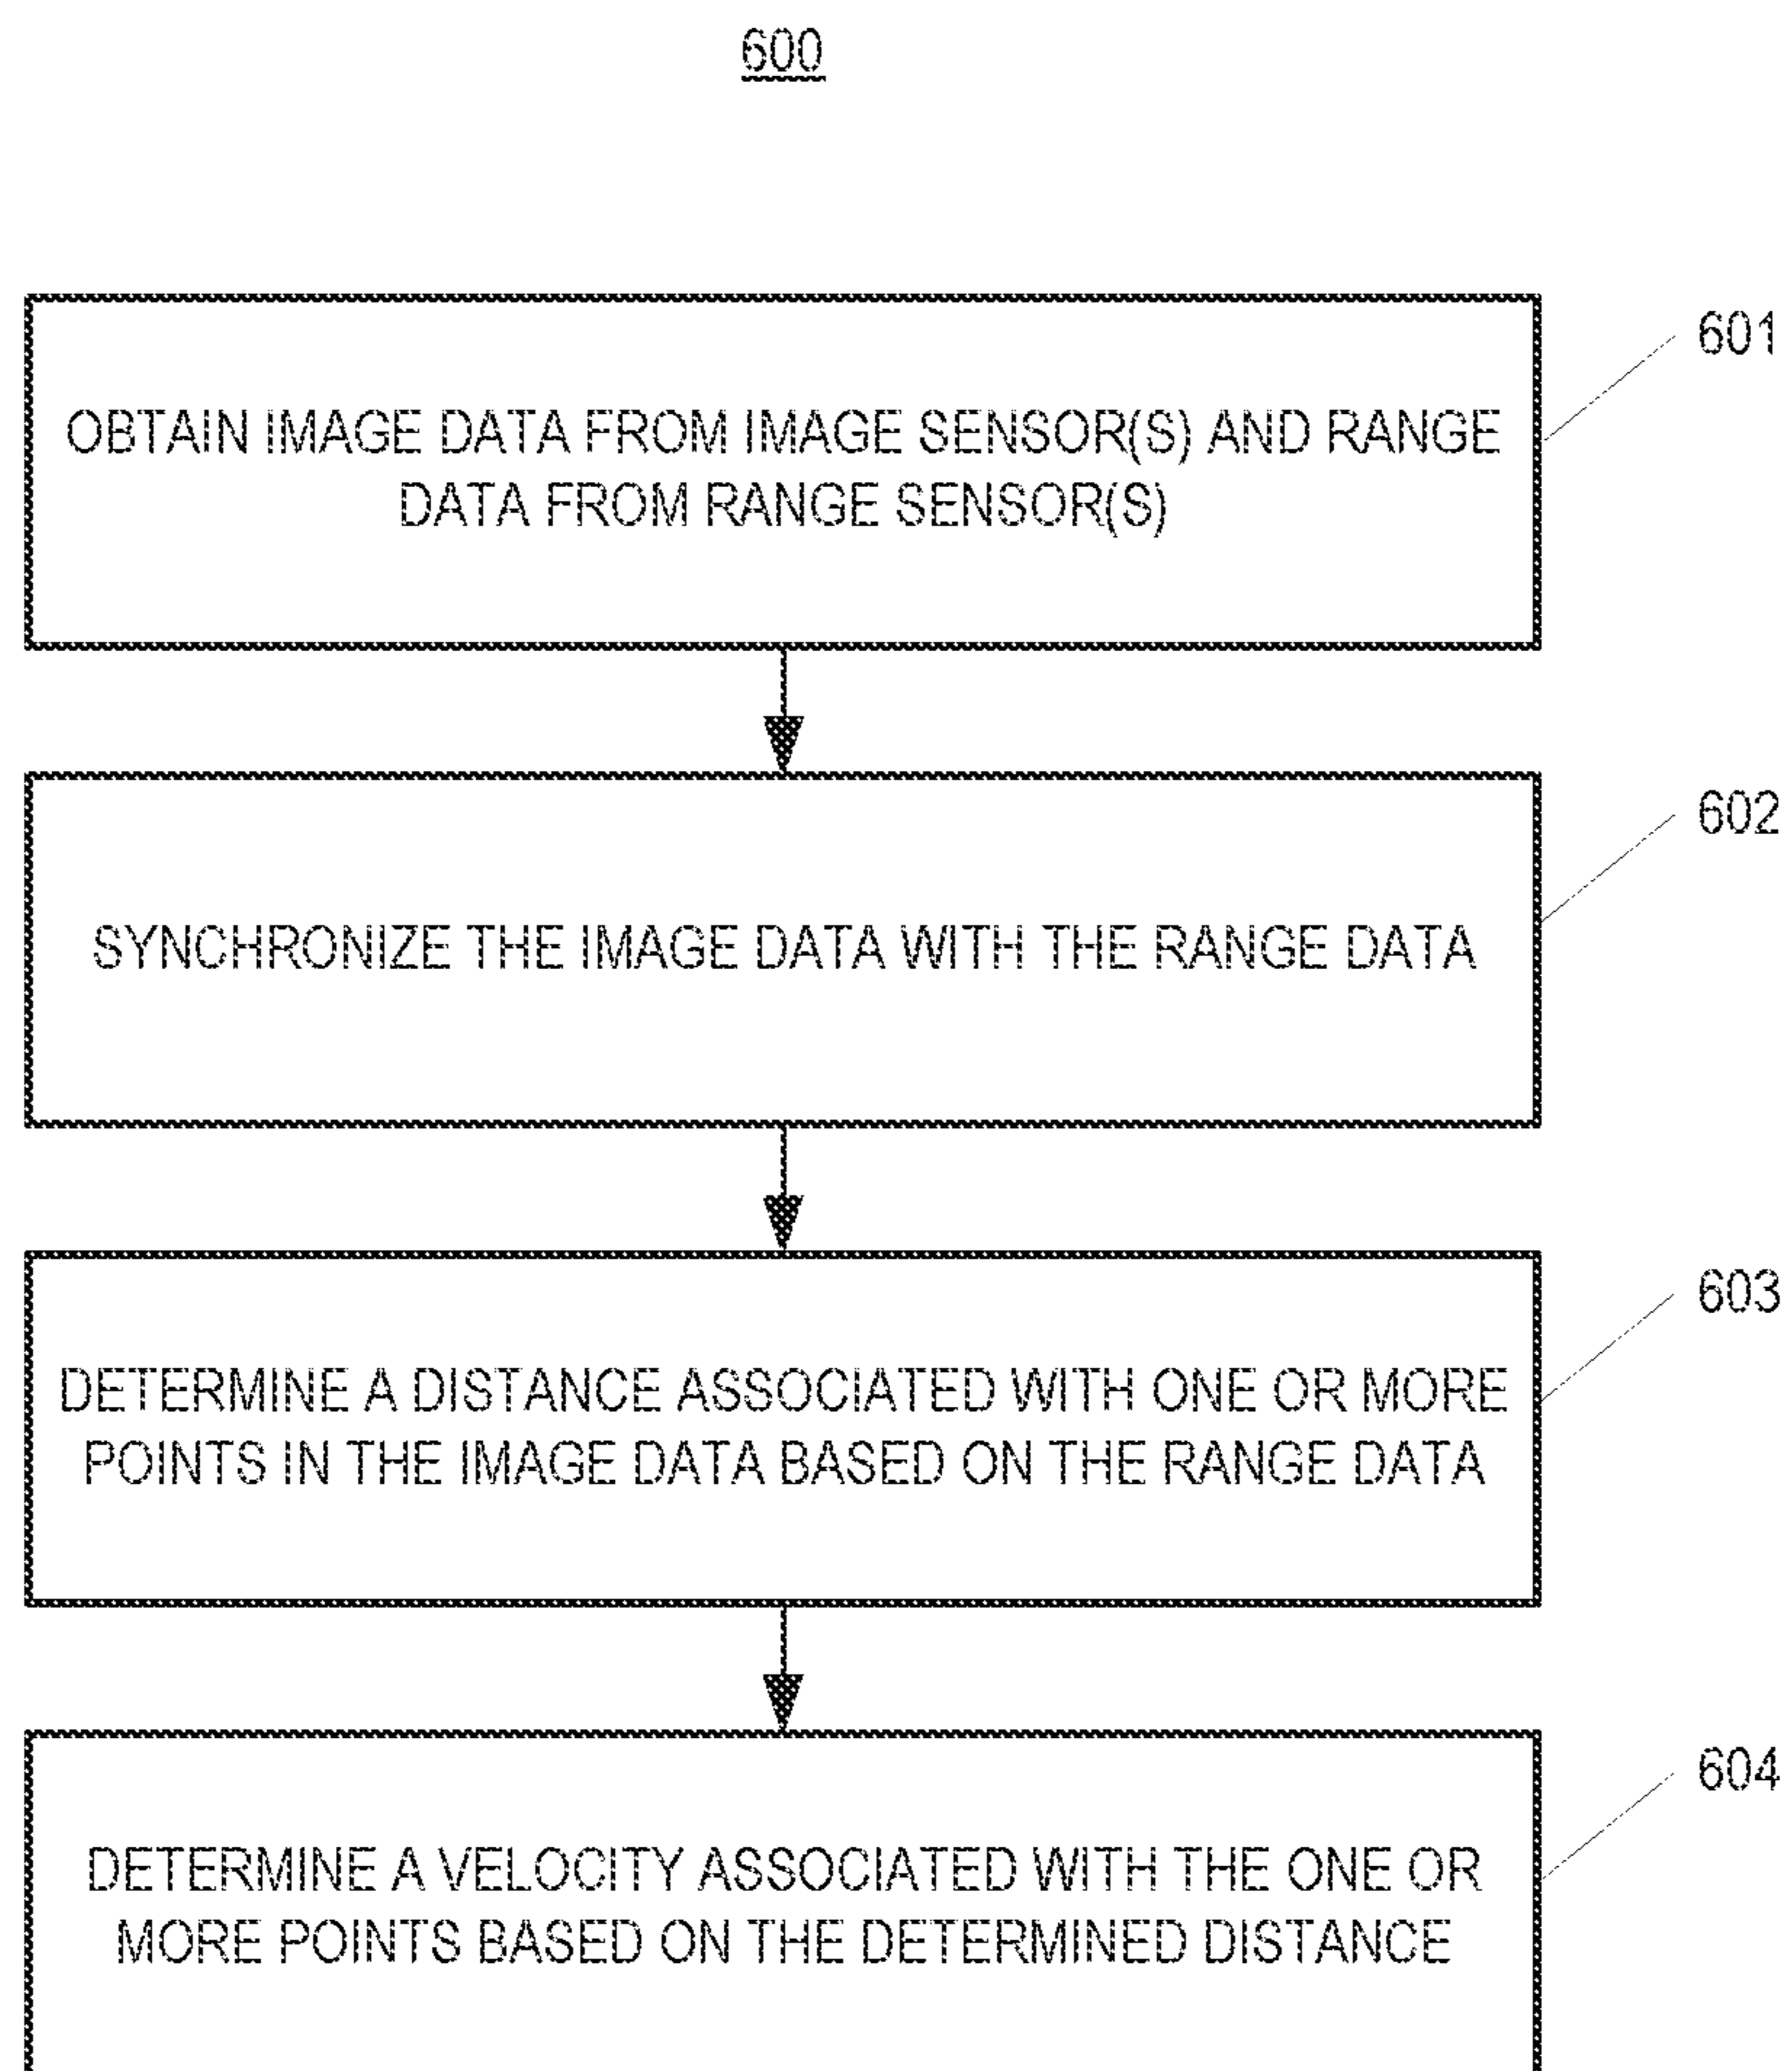 600
601
OBTAIN IMAGE DATA FROM IMAGE SENSOR(S) AND RANGE
DATA FROM RANGE SENSOR(S)
602
SYNCHRONIZE THE IMAGE DATA WITH THE RANGE DATA
603
DETERMINE A DISTANCE ASSOCIATED WITH ONE OR MORE
POINTS IN THE IMAGE DATA BASED ON THE RANGE DATA
604
DETERMINE A VELOCITY ASSOCIATED WITH THE ONE OR
MORE POINTS BASED ON THE DETERMINED DISTANCE